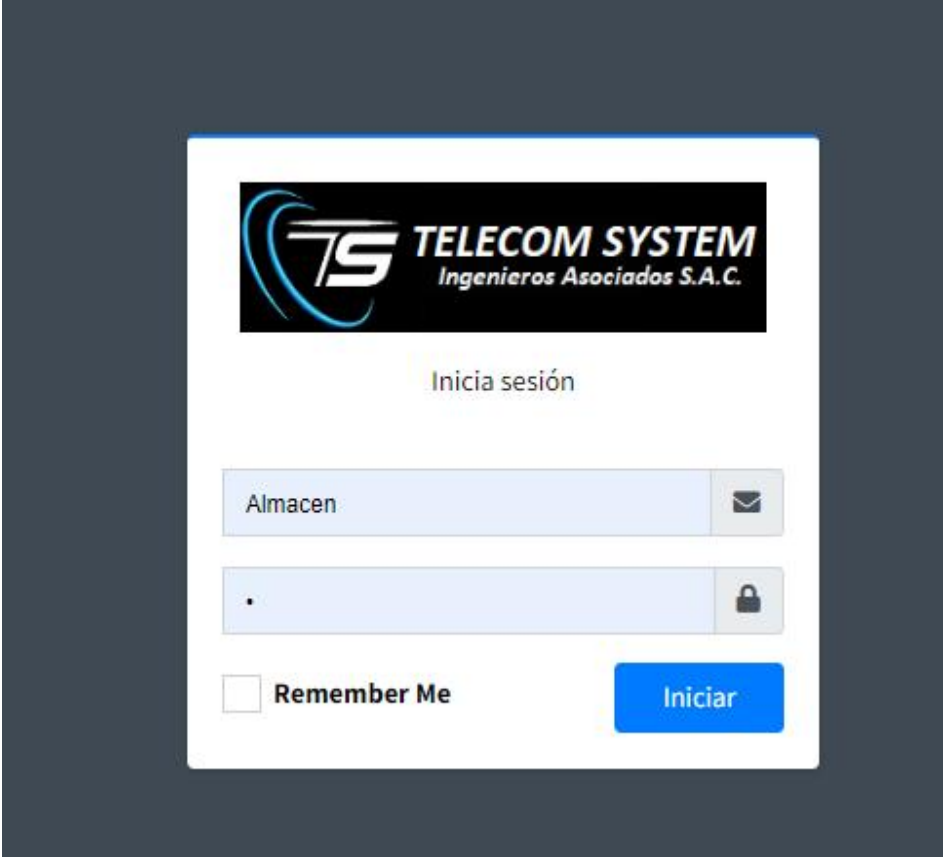 TS TELECOM SYSTEM
Ingenieros Asociados S.A.C.
Inicia sesión
Almacen
•
Remember Me
Iniciar